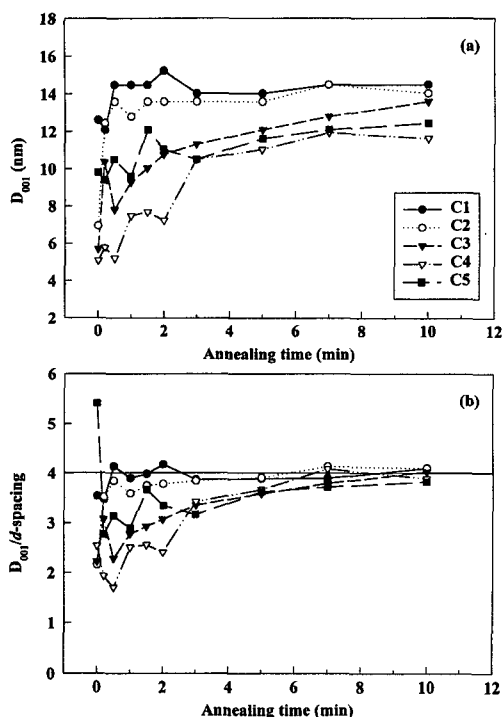 18
16
14
12
10
8
6
4
2
D001 (nm)
(a)
C1
C2
C3
C4
C5
0 2 4 6 8 10 12
Annealing time (min)
6
5
4
3
2
1
0
D001/d-spacing
(b)
0 2 4 6 8 10 12
Annealing time (min)